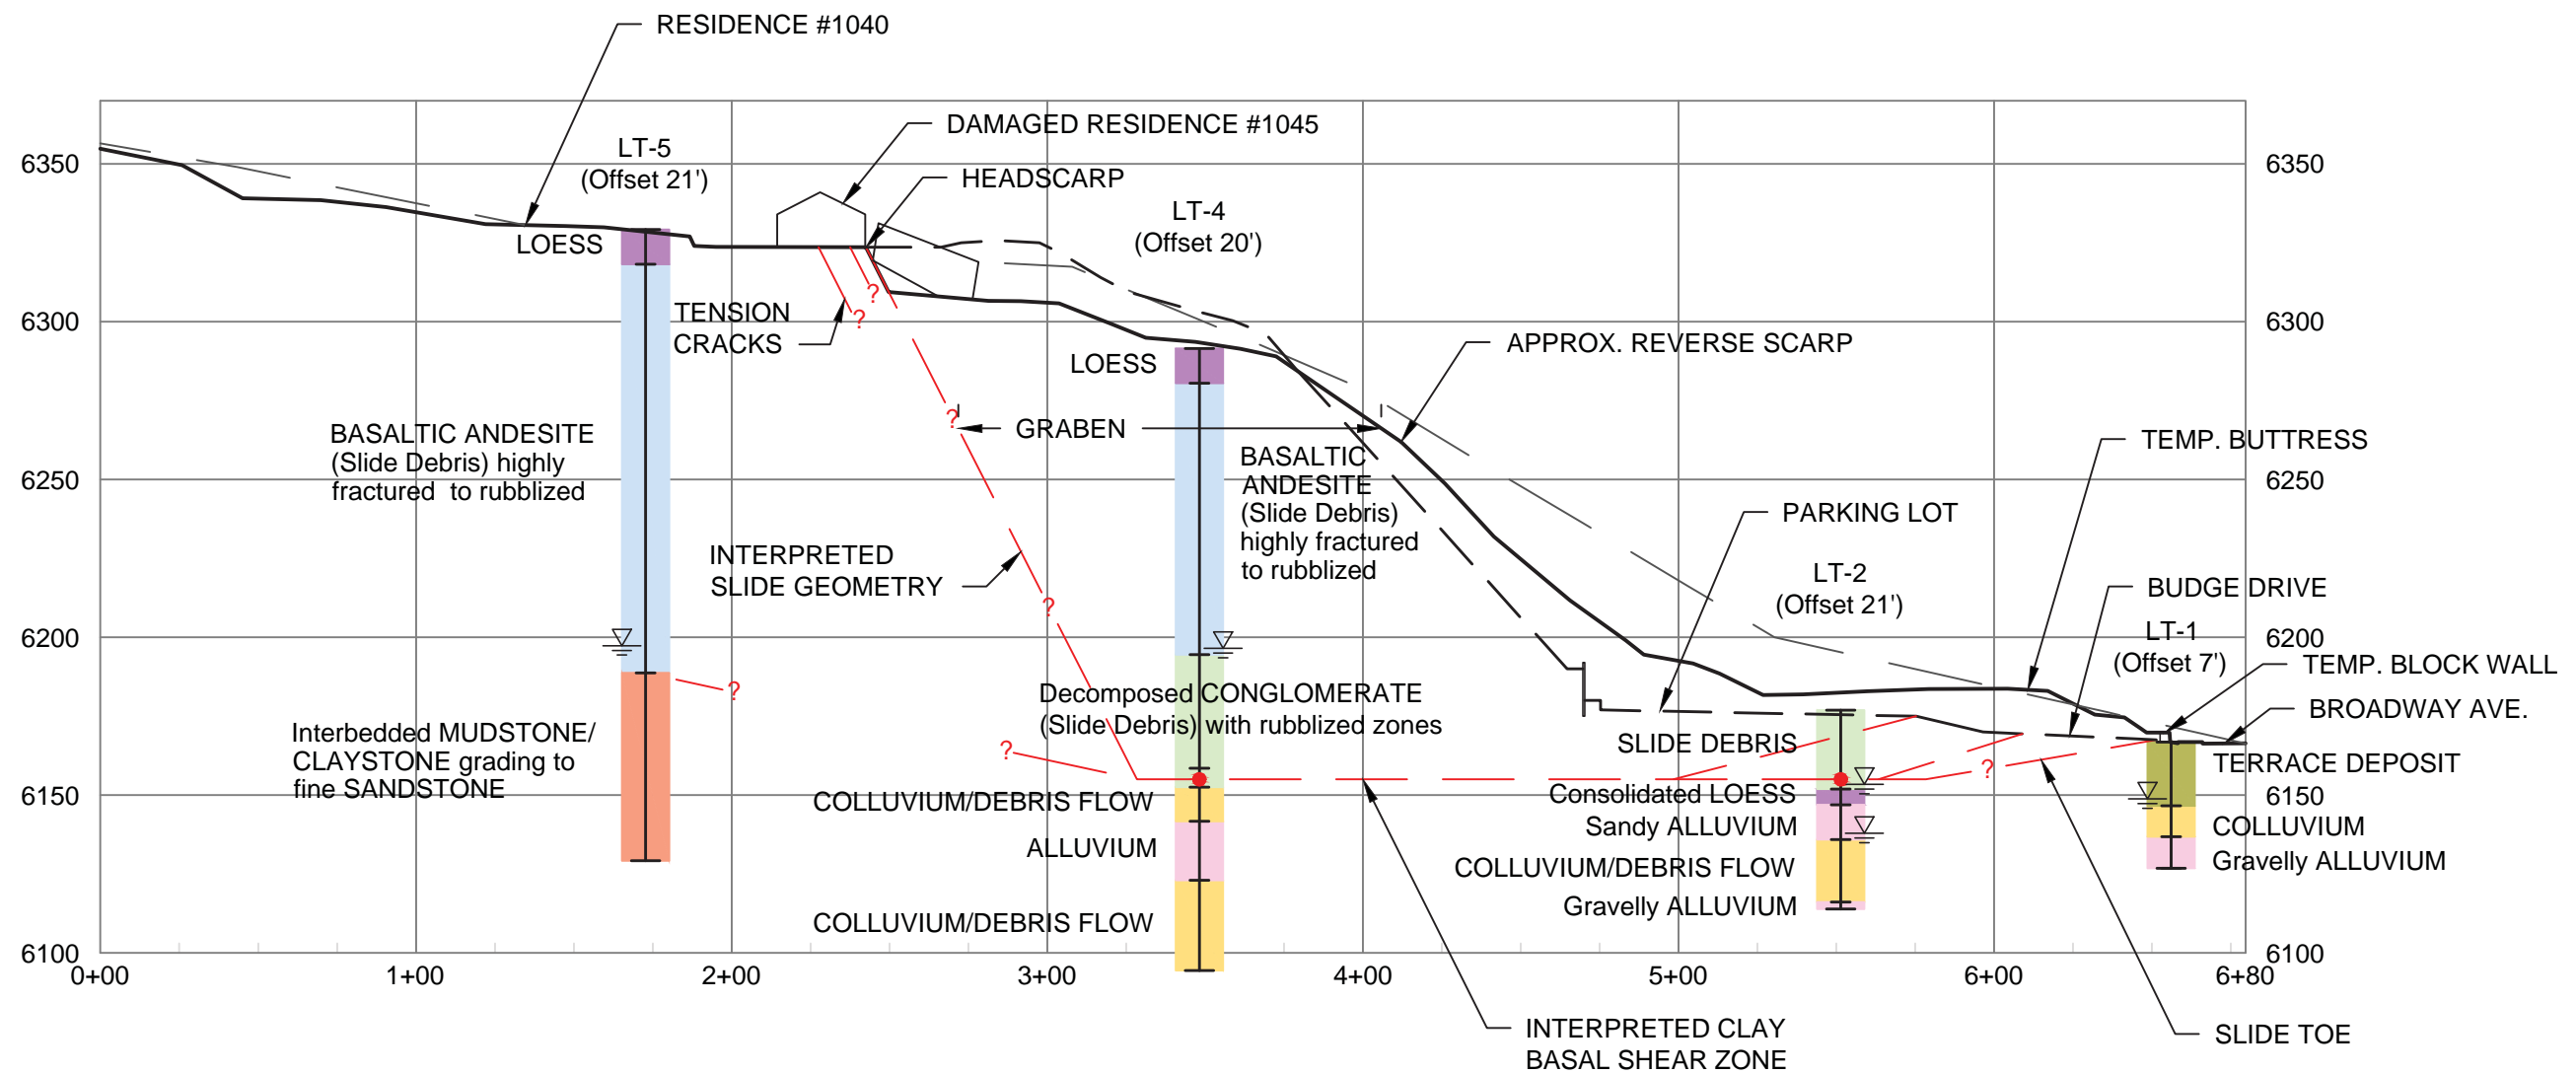 RESIDENCE #1040
DAMAGED RESIDENCE #1045
LT-5
(Offset 21')
HEADSCARP
6350
6350
LT-4
(Offset 20')
LOESS
TENSION
CRACKS
?
?
6300
6300
APPROX. REVERSE SCARP
LOESS
?
GRABEN
BASALTIC ANDESITE
(Slide Debris) highly
fractured to rubblized
BASALTIC
ANDESITE
(Slide Debris)
highly fractured
to rubblized
TEMP. BUTTRESS
6250
6250
PARKING LOT
INTERPRETED
SLIDE GEOMETRY
?
LT-2
(Offset 21')
BUDGE DRIVE
6200
6200
LT-1
(Offset 7')
TEMP. BLOCK WALL
?
Decomposed CONGLOMERATE
(Slide Debris) with rubblized zones
BROADWAY AVE.
Interbedded MUDSTONE/
CLAYSTONE grading to
fine SANDSTONE
?
SLIDE DEBRIS
?
TERRACE DEPOSIT
COLLUVIUM/DEBRIS FLOW
Consolidated LOESS
6150
6150
ALLUVIUM
Sandy ALLUVIUM
COLLUVIUM
COLLUVIUM/DEBRIS FLOW
Gravelly ALLUVIUM
COLLUVIUM/DEBRIS FLOW
Gravelly ALLUVIUM
6100
6100
0+00
1+00
2+00
3+00
4+00
5+00
6+00
6+80
INTERPRETED CLAY
BASAL SHEAR ZONE
SLIDE TOE